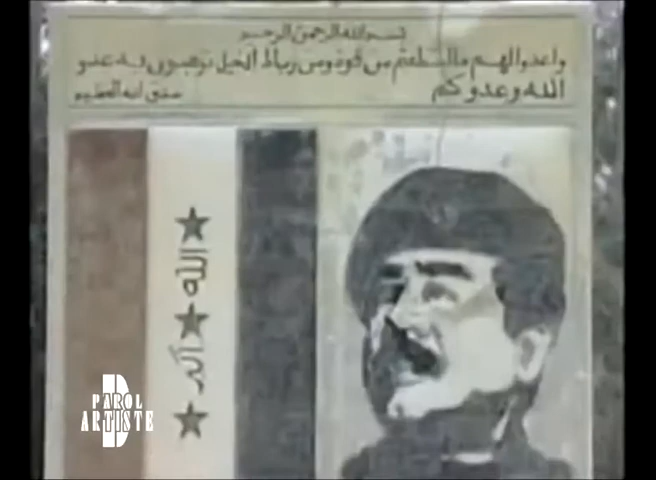 بسم الله الرحمن الرحيم
واعدوا لهم ما استطعتم من قوة ومن رباط الخيل ترهبون به عدو
الله وعدوكم
صدق الله العظيم
الله
اكبر
PAROL
ARTISTE
D